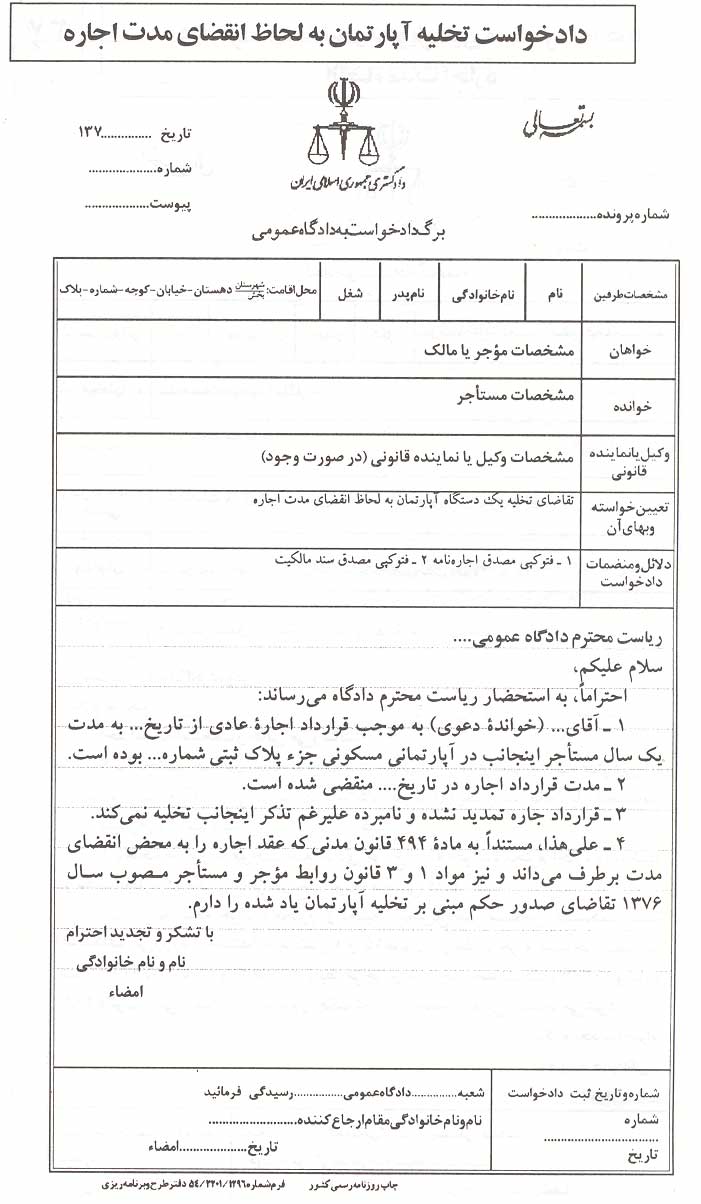 دادخواست تخلیه آپارتمان به لحاظ انقضای مدت اجاره
بسمه تعالی
تاریخ ...............۱۳۷
شماره.....................
پیوست....................
دادگستری جمهوری اسلامی ایران
شماره پرونده....................
برگ دادخواست به دادگاه عمومی
مشخصات طرفین نام نام خانوادگی نام پدر شغل محل اقامت: شهرستان بخش دهستان-خیابان-کوچه-شماره-پلاک
خواهان مشخصات مؤجر یا مالک
خوانده مشخصات مستأجر
وکیل یا نماینده قانونی مشخصات وکیل یا نماینده قانونی (در صورت وجود)
تعیین خواسته وبهای آن تقاضای تخلیه یک دستگاه آپارتمان به لحاظ انقضای مدت اجاره
دلائل و منضمات دادخواست ۱ ـ فتوکپی مصدق اجاره‌نامه ۲ ـ فتوکپی مصدق سند مالکیت
ریاست محترم دادگاه عمومی....
سلام علیکم،
احتراماً، به استحضار ریاست محترم دادگاه می‌رساند:
۱ ـ آقای... (خواندهٔ دعوی) به موجب قرارداد اجارهٔ عادی از تاریخ... به مدت
یک سال مستأجر اینجانب در آپارتمانی مسکونی جزء پلاک ثبتی شماره... بوده است.
۲ ـ مدت قرارداد اجاره در تاریخ.... منقضی شده است.
۳ ـ قرارداد جاره تمدید نشده و نامبرده علیرغم تذکر اینجانب تخلیه نمی‌کند.
۴ ـ علی‌هذا، مستنداً به مادهٔ ۴۹۴ قانون مدنی که عقد اجاره را به محض انقضای
مدت برطرف می‌داند و نیز مواد ۱ و ۳ قانون روابط مؤجر و مستأجر مصوب سال
۱۳۷۶ تقاضای صدور حکم مبنی بر تخلیه آپارتمان یاد شده را دارم.
با تشکر و تجدید احترام
نام و نام خانوادگی
امضاء
شماره و تاریخ ثبت دادخواست
شماره
..............................
تاریخ
شعبه..............دادگاه عمومی...............رسیدگی فرمائید
نام و نام خانوادگی مقام ارجاع کننده.........................
تاریخ....................امضاء
چاپ روزنامه رسمی کشور فرم شماره ۵۴/۳۲۰۱/۱۲۹۶ دفتر طرح و برنامه ریزی